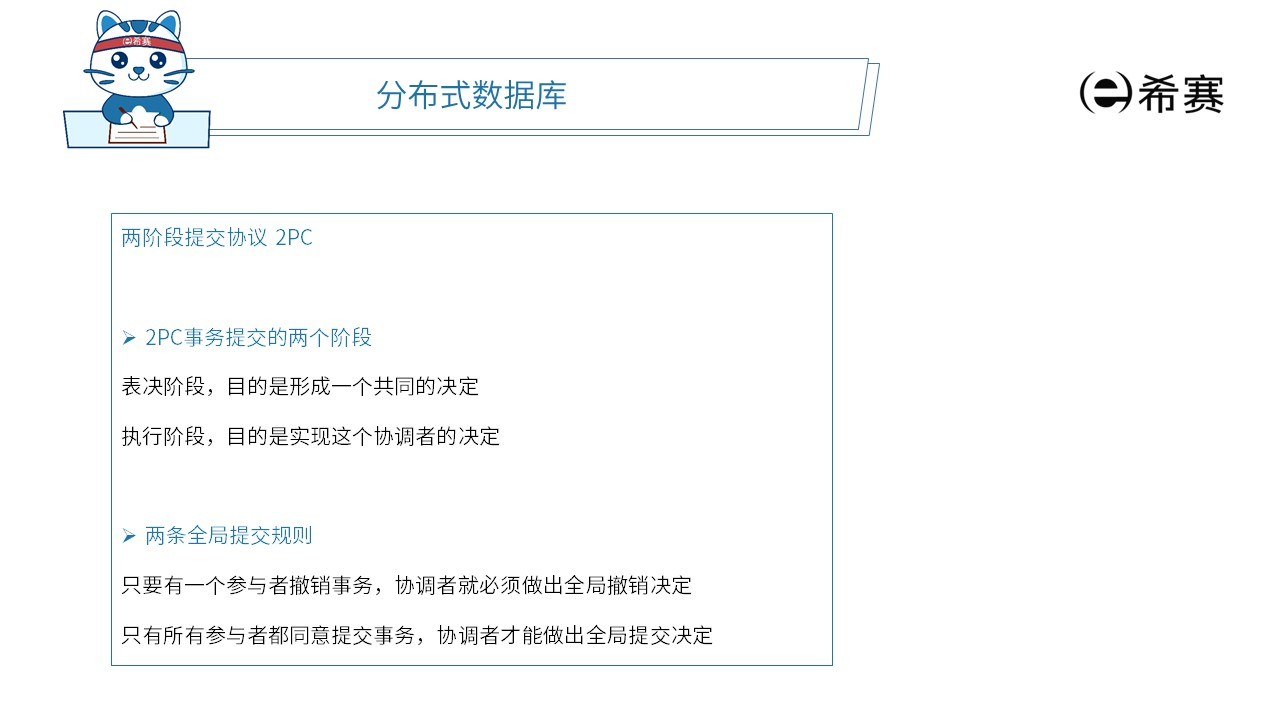 希赛
分布式数据库
希赛
两阶段提交协议 2PC
➢ 2PC事务提交的两个阶段
表决阶段，目的是形成一个共同的决定
执行阶段，目的是实现这个协调者的决定
➢ 两条全局提交规则
只要有一个参与者撤销事务，协调者就必须做出全局撤销决定
只有所有参与者都同意提交事务，协调者才能做出全局提交决定